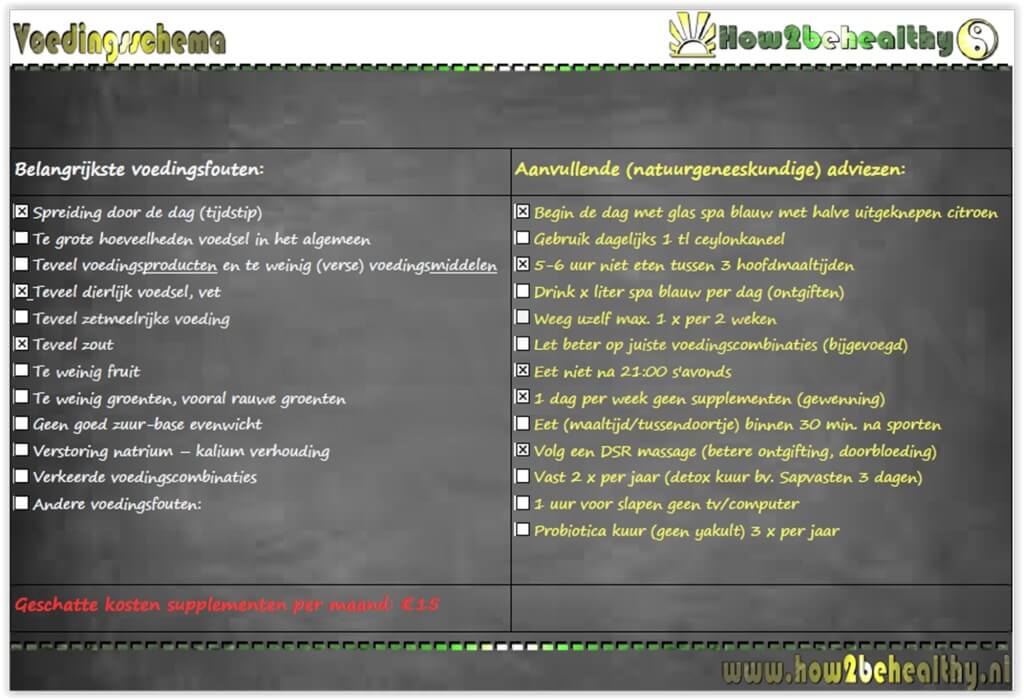 Voedingsschema
How2behealthy
Belangrijkste voedingsfouten:
☒ Spreiding door de dag (tijdstip)
☐ Te grote hoeveelheden voedsel in het algemeen
☐ Teveel voedingsproducten en te weinig (verse) voedingsmiddelen
☒ Teveel dierlijk voedsel, vet
☐ Teveel zetmeelrijke voeding
☒ Teveel zout
☐ Te weinig fruit
☐ Te weinig groenten, vooral rauwe groenten
☐ Geen goed zuur-base evenwicht
☐ Verstoring natrium – kalium verhouding
☐ Verkeerde voedingscombinaties
☐ Andere voedingsfouten:
Geschatte kosten supplementen per maand: €15
Aanvullende (natuurgeneeskundige) adviezen:
☒ Begin de dag met glas spa blauw met halve uitgeknepen citroen
☐ Gebruik dagelijks 1 tl ceylonkaneel
☒ 5-6 uur niet eten tussen 3 hoofdmaaltijden
☐ Drink x liter spa blauw per dag (ontgiften)
☐ Weeg uzelf max. 1 x per 2 weken
☐ Let beter op juiste voedingscombinaties (bijgevoegd)
☒ Eet niet na 21:00 s'avonds
☒ 1 dag per week geen supplementen (gewenning)
☐ Eet (maaltijd/tussendoortje) binnen 30 min. na sporten
☒ Volg een DSR massage (betere ontgifting, doorbloeding)
☐ Vast 2 x per jaar (detox kuur bv. Sapvasten 3 dagen)
☐ 1 uur voor slapen geen tv/computer
☐ Probiotica kuur (geen yakult) 3 x per jaar
www.how2behealthy.nl